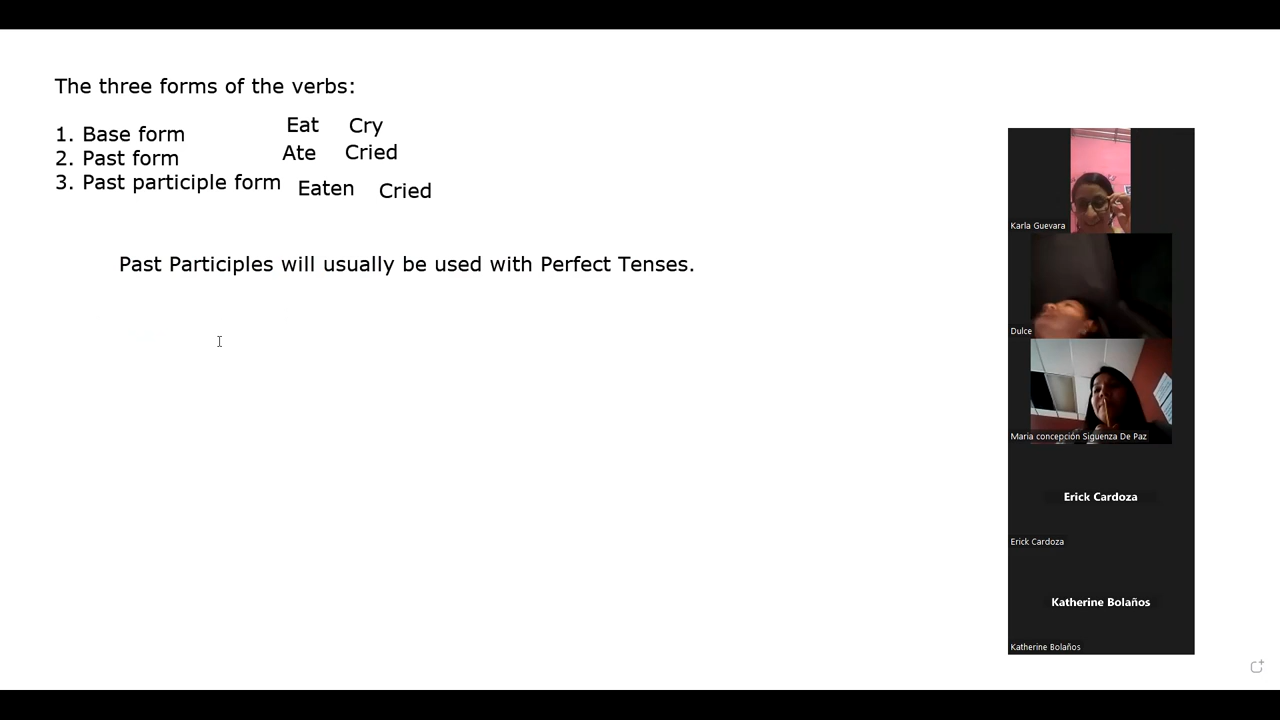 The three forms of the verbs:
1. Base form Eat Cry
2. Past form Ate Cried
3. Past participle form Eaten Cried
Past Participles will usually be used with Perfect Tenses.
Karla Guevara
Dulce
Maria concepción Siguenza De Paz
Erick Cardoza
Erick Cardoza
Katherine Bolaños
Katherine Bolaños